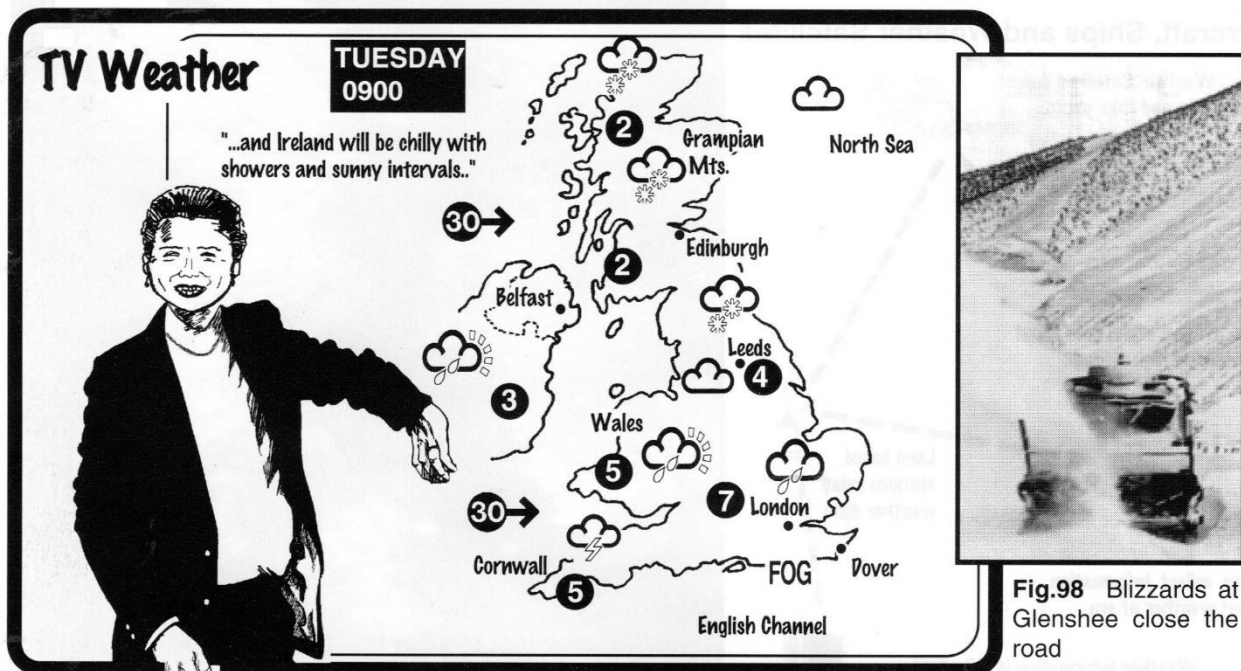 TV Weather
TUESDAY
0900
"...and Ireland will be chilly with
showers and sunny intervals.."
2
Grampian
Mts.
North Sea
30
Edinburgh
2
Belfast
Leeds
4
3
Wales
5
7
London
30
Cornwall
5
FOG
Dover
English Channel
Fig.98 Blizzards at
Glenshee close the
road